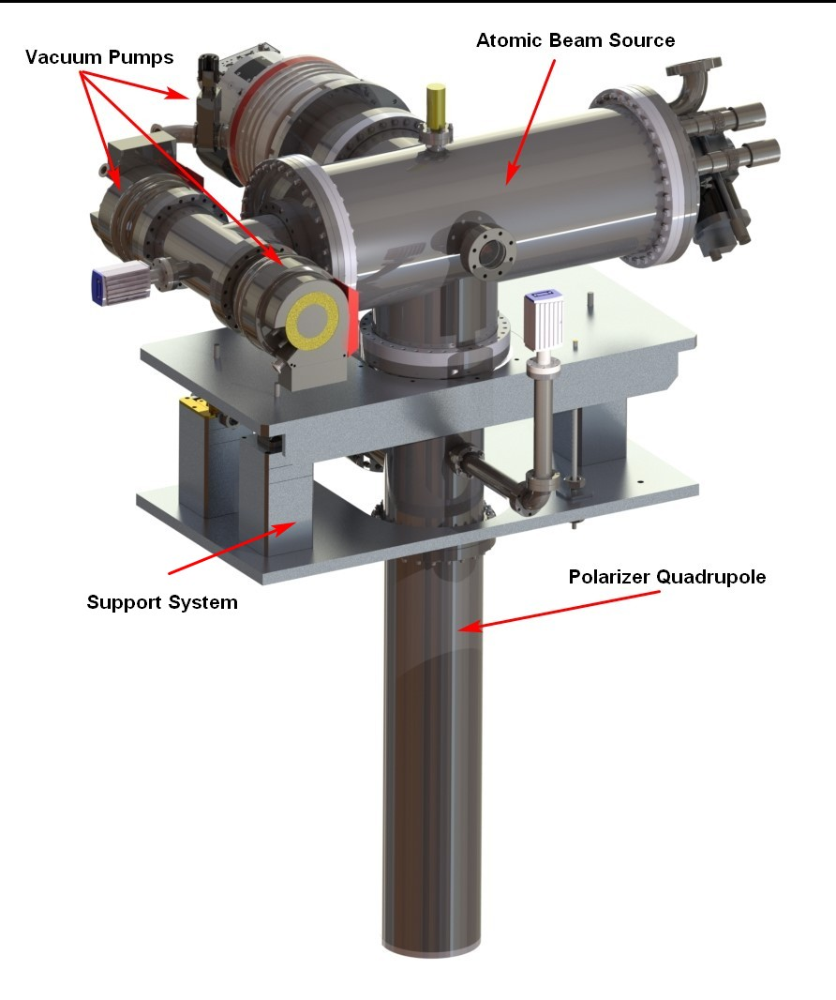 Atomic Beam Source
Vacuum Pumps
Polarizer Quadrupole
Support System